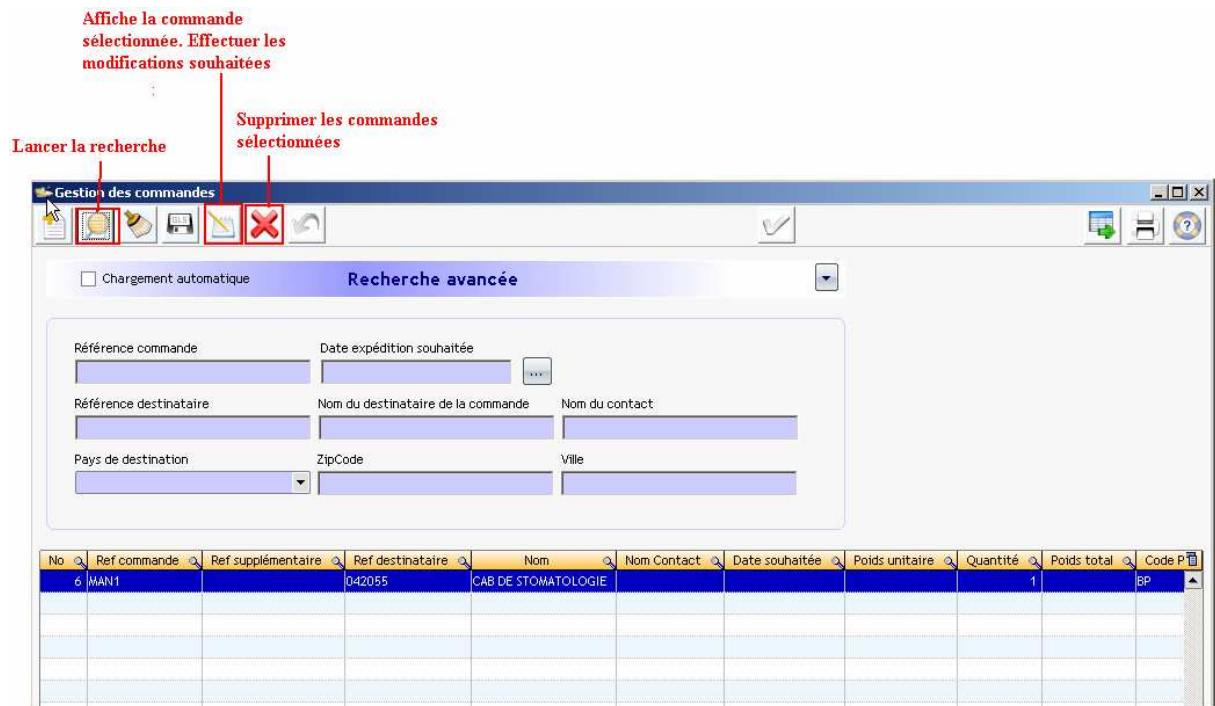 Affiche la commande
sélectionnée. Effectuer les
modifications souhaitées
;
Supprimer les commandes
sélectionnées
Lancer la recherche
Gestion des commandes
GLS
Chargement automatique
Recherche avancée
Référence commande
Date expédition souhaitée
...
Référence destinataire
Nom du destinataire de la commande
Nom du contact
Pays de destination
ZipCode
Ville
No Ref commande Ref supplémentaire Ref destinataire Nom Nom Contact Date souhaitée Poids unitaire Quantité Poids total Code P
6 MAN1 042055 CAB DE STOMATOLOGIE 1 BP